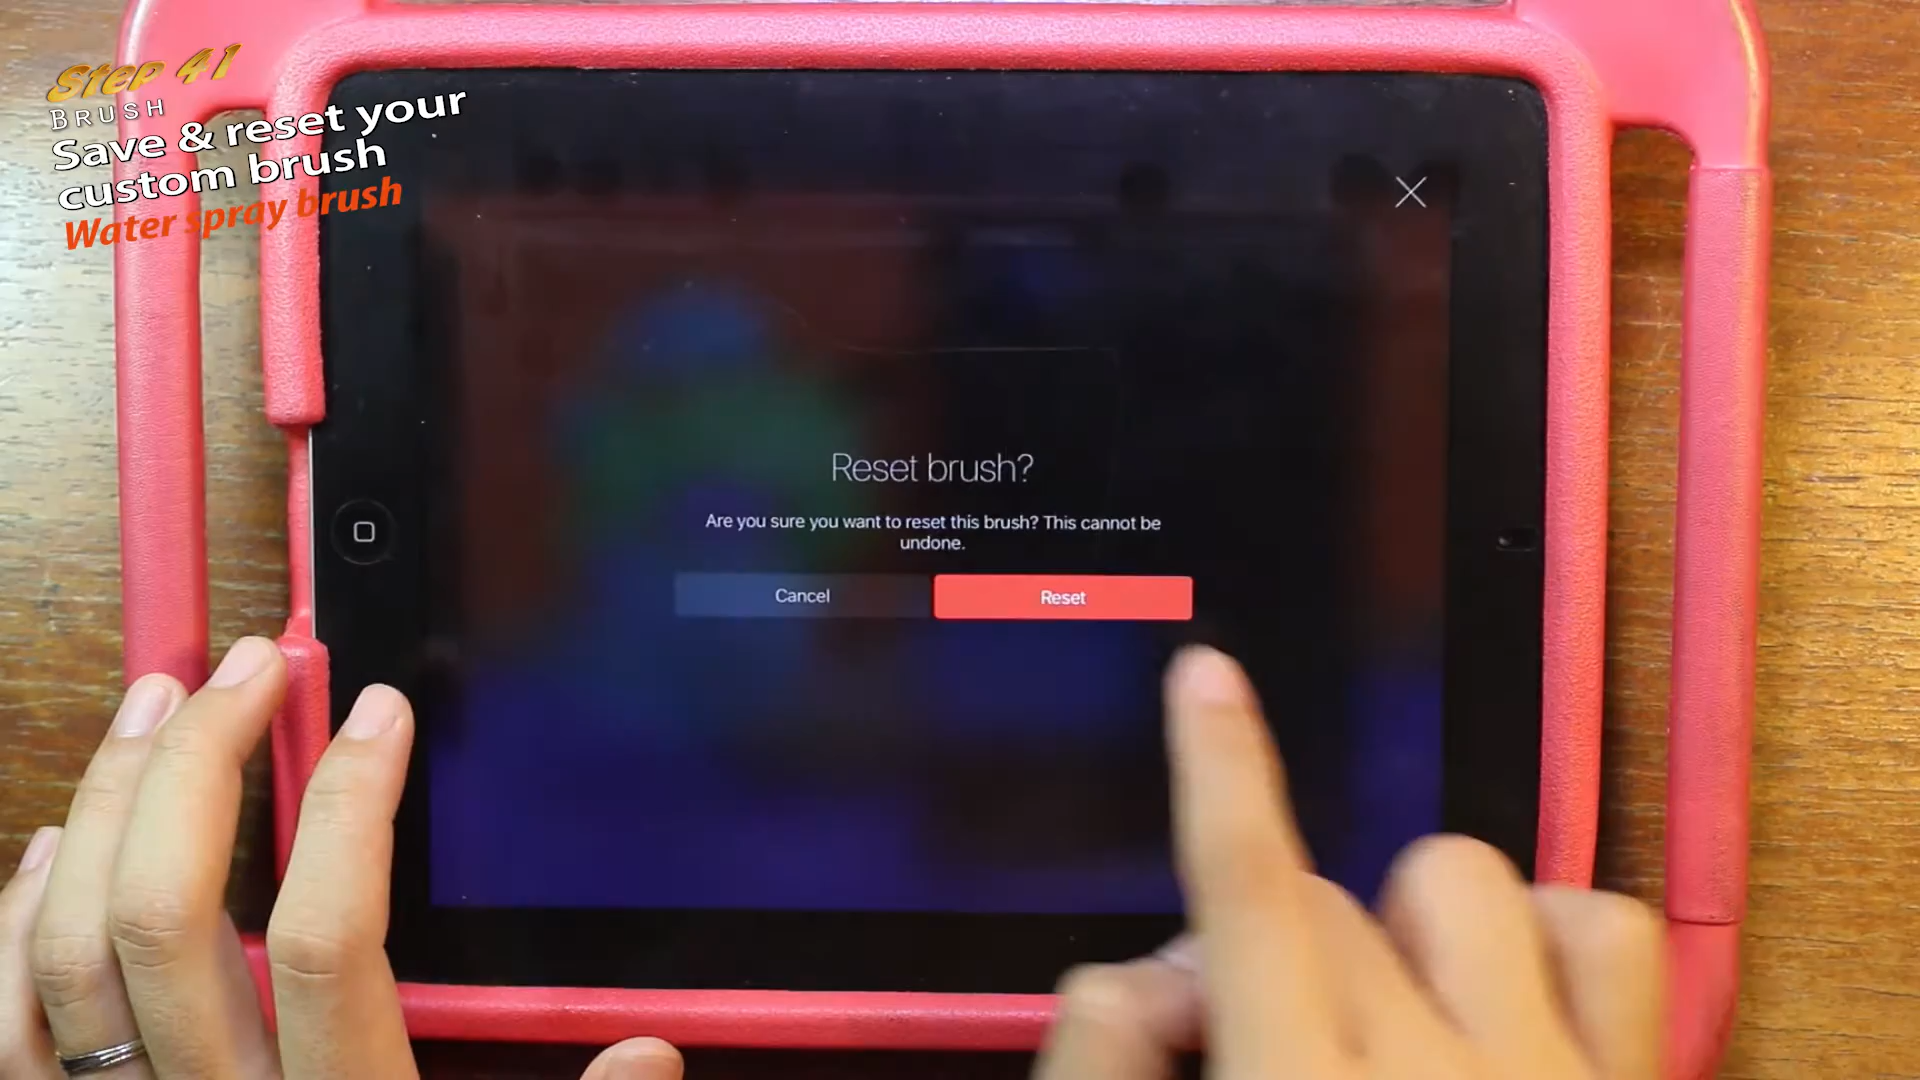 Step 41
BRUSH
Save & reset your
custom brush
Water spray brush
Reset brush?
Are you sure you want to reset this brush? This cannot be
undone.
Cancel
Reset